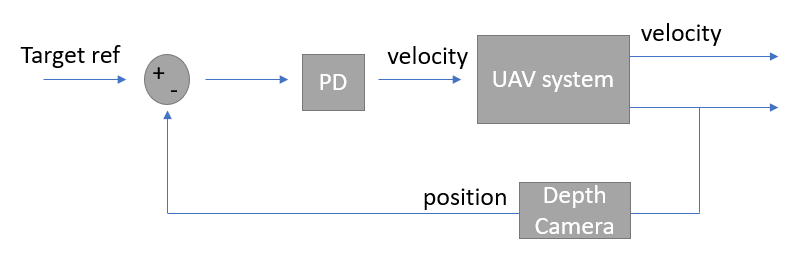 Target ref
+
-
PD
velocity
UAV system
velocity
position
Depth
Camera